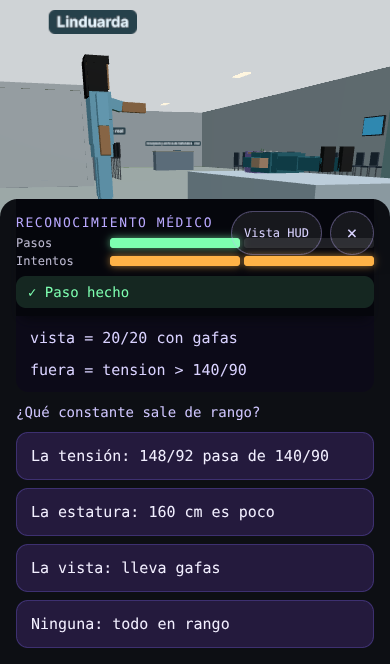 Linduarda
RECONOCIMIENTO MÉDICO
Vista HUD
×
Pasos
Intentos
✓ Paso hecho
vista = 20/20 con gafas
fuera = tension > 140/90
¿Qué constante sale de rango?
La tensión: 148/92 pasa de 140/90
La estatura: 160 cm es poco
La vista: lleva gafas
Ninguna: todo en rango